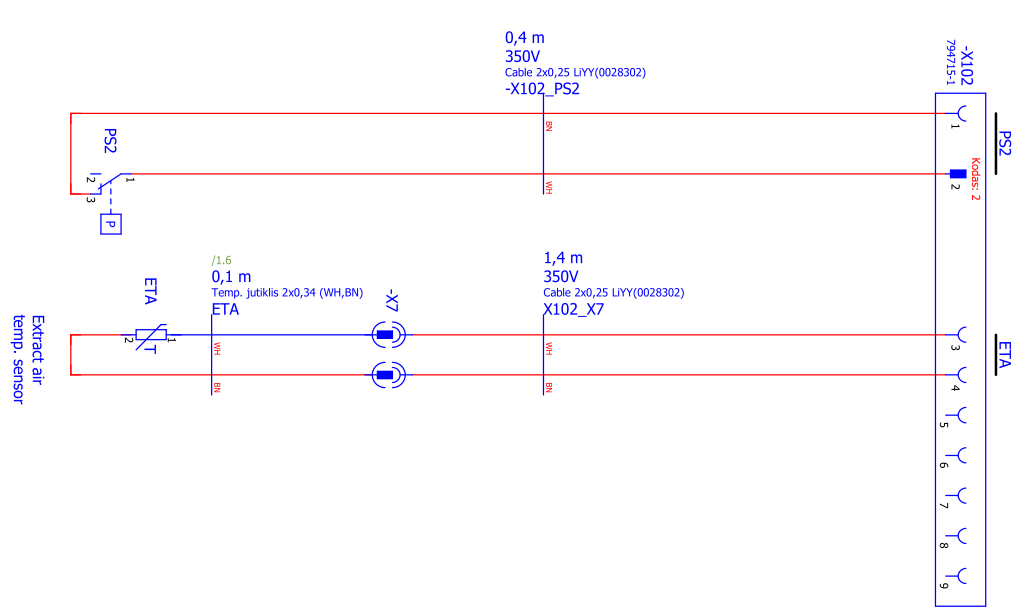 0,4 m
350V
Cable 2x0,25 LiYY(0028302)
-X102_PS2
-X102
794715-1
BN
WH
PS2
1
2
3
P
1
Kodas: 2
2
PS2
/1.6
0,1 m
Temp. jutiklis 2x0,34 (WH,BN)
ETA
1,4 m
350V
Cable 2x0,25 LiYY(0028302)
X102_X7
-X7
ETA
1
2
T
WH
BN
WH
BN
Extract air
temp. sensor
3
4
ETA
5
6
7
8
9